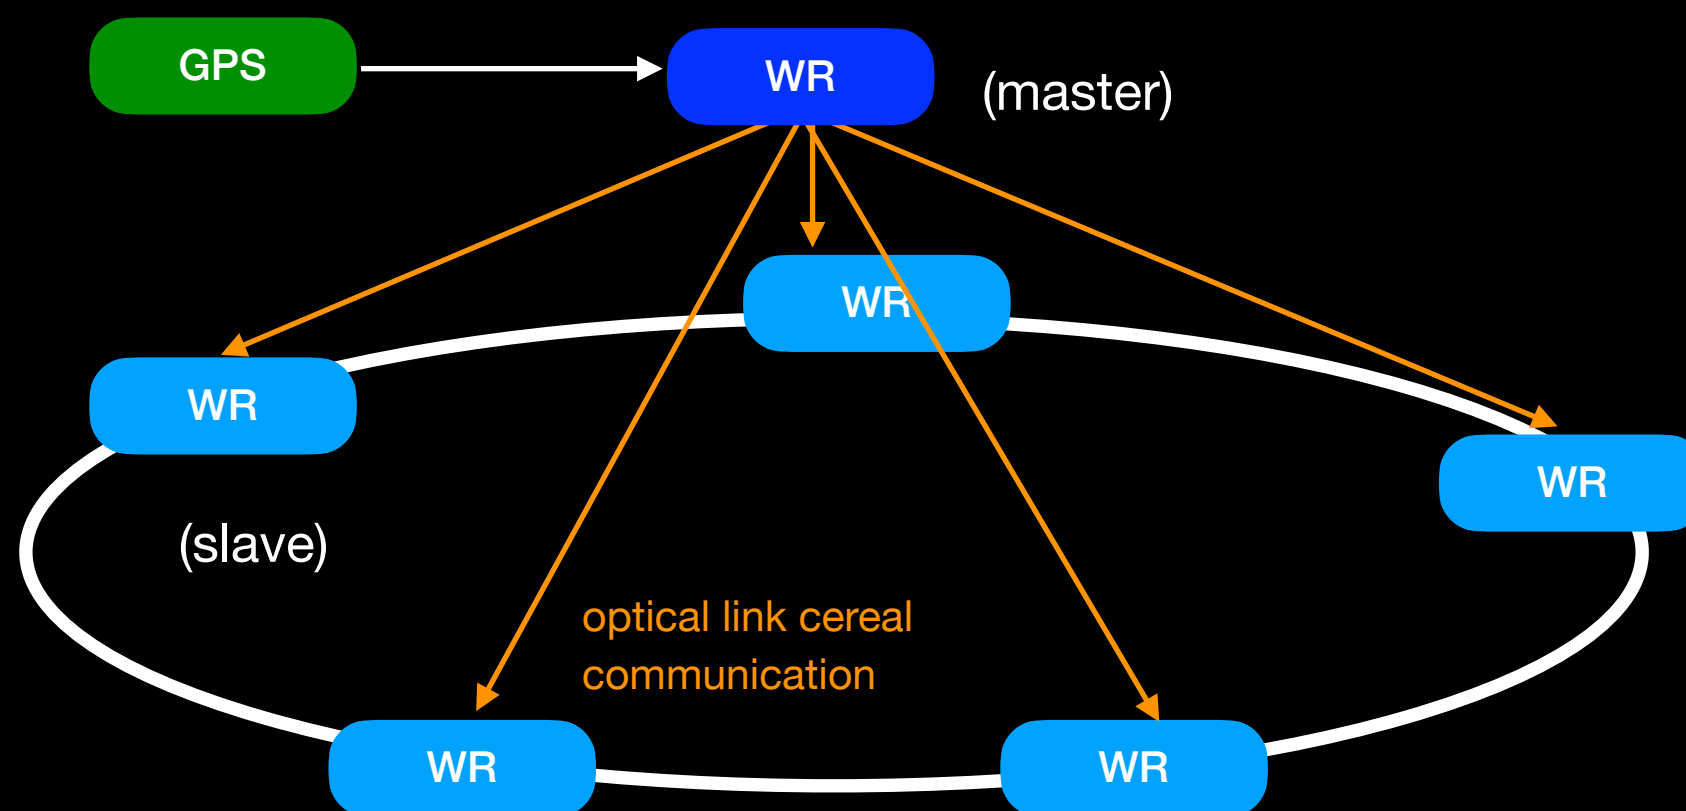 GPS
WR
(master)
WR
WR
WR
(slave)
optical link cereal
communication
WR
WR